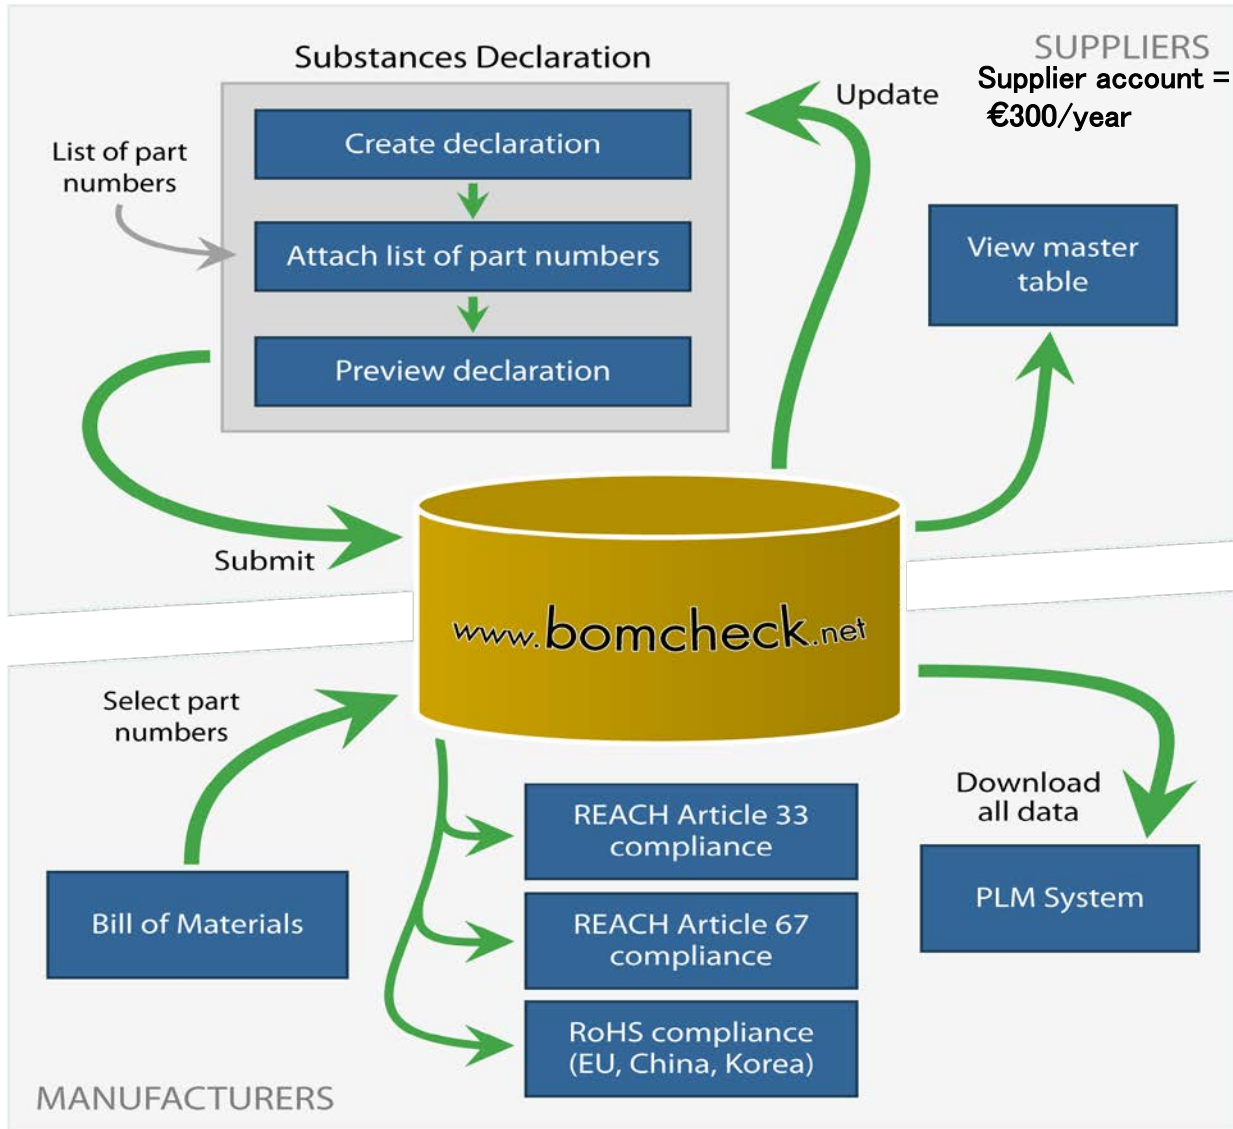 SUPPLIERS
Supplier account =
€300/year
Substances Declaration
Update
Create declaration
List of part
numbers
Attach list of part numbers
View master
table
Preview declaration
Submit
www.bomcheck.net
Select part
numbers
Download
all data
REACH Article 33
compliance
Bill of Materials
PLM System
REACH Article 67
compliance
RoHS compliance
(EU, China, Korea)
MANUFACTURERS